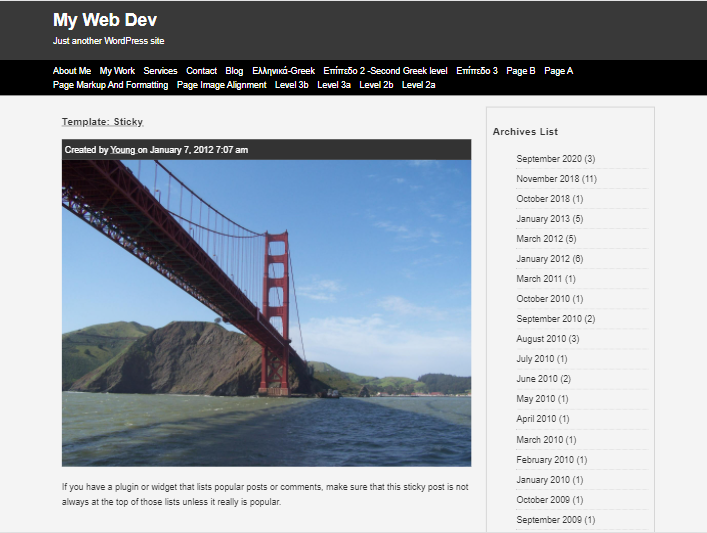 My Web Dev
Just another WordPress site
About Me My Work Services Contact Blog Ελληνικά-Greek Επίπεδο 2 -Second Greek level Επίπεδο 3 Page B Page A
Page Markup And Formatting Page Image Alignment Level 3b Level 3a Level 2b Level 2a
Template: Sticky
Created by Young on January 7, 2012 7:07 am
If you have a plugin or widget that lists popular posts or comments, make sure that this sticky post is not
always at the top of those lists unless it really is popular.
Archives List
September 2020 (3)
November 2018 (11)
October 2018 (1)
January 2013 (5)
March 2012 (5)
January 2012 (6)
March 2011 (1)
October 2010 (1)
September 2010 (2)
August 2010 (3)
July 2010 (1)
June 2010 (2)
May 2010 (1)
April 2010 (1)
March 2010 (1)
February 2010 (1)
January 2010 (1)
October 2009 (1)
September 2009 (1)